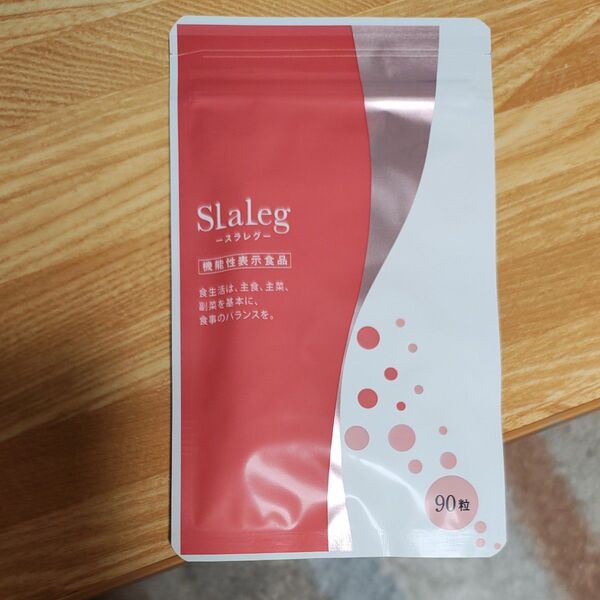 Slaleg
ースラレグー
機能性表示食品
食生活は、主食、主菜、
副菜を基本に、
食事のバランスを。
90粒